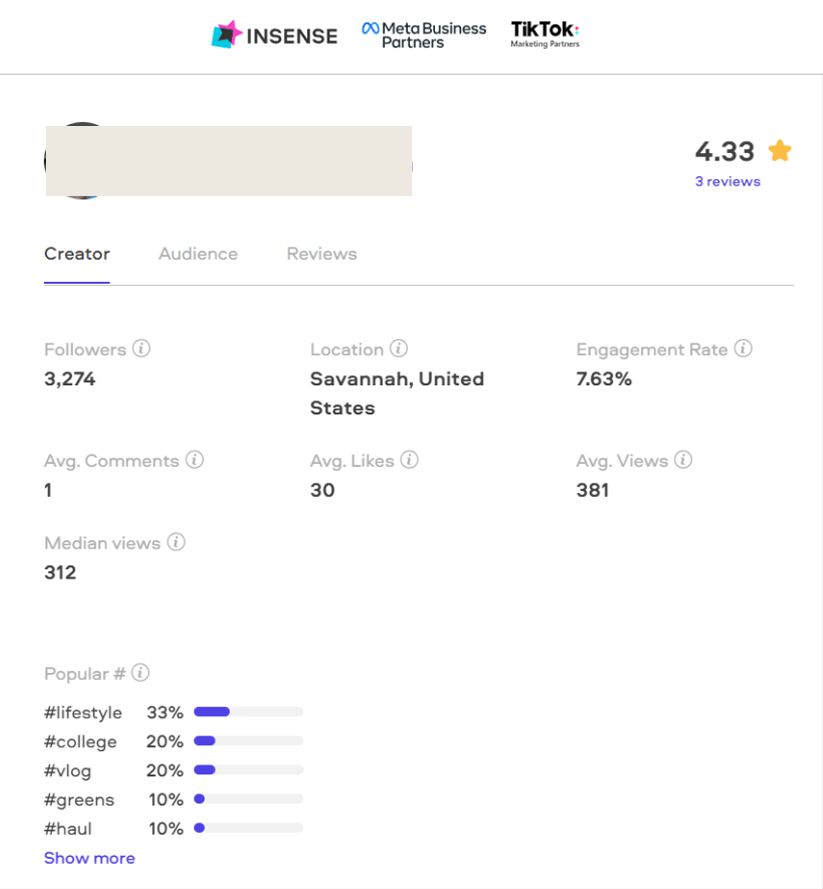 INSENSE
Meta Business
Partners
TikTok:
Marketing Partners
4.33
3 reviews
Creator Audience Reviews
Followers
3,274
Location
Savannah, United
States
Engagement Rate
7.63%
Avg. Comments
1
Avg. Likes
30
Avg. Views
381
Median views
312
Popular #
#lifestyle 33%
#college 20%
#vlog 20%
#greens 10%
#haul 10%
Show more